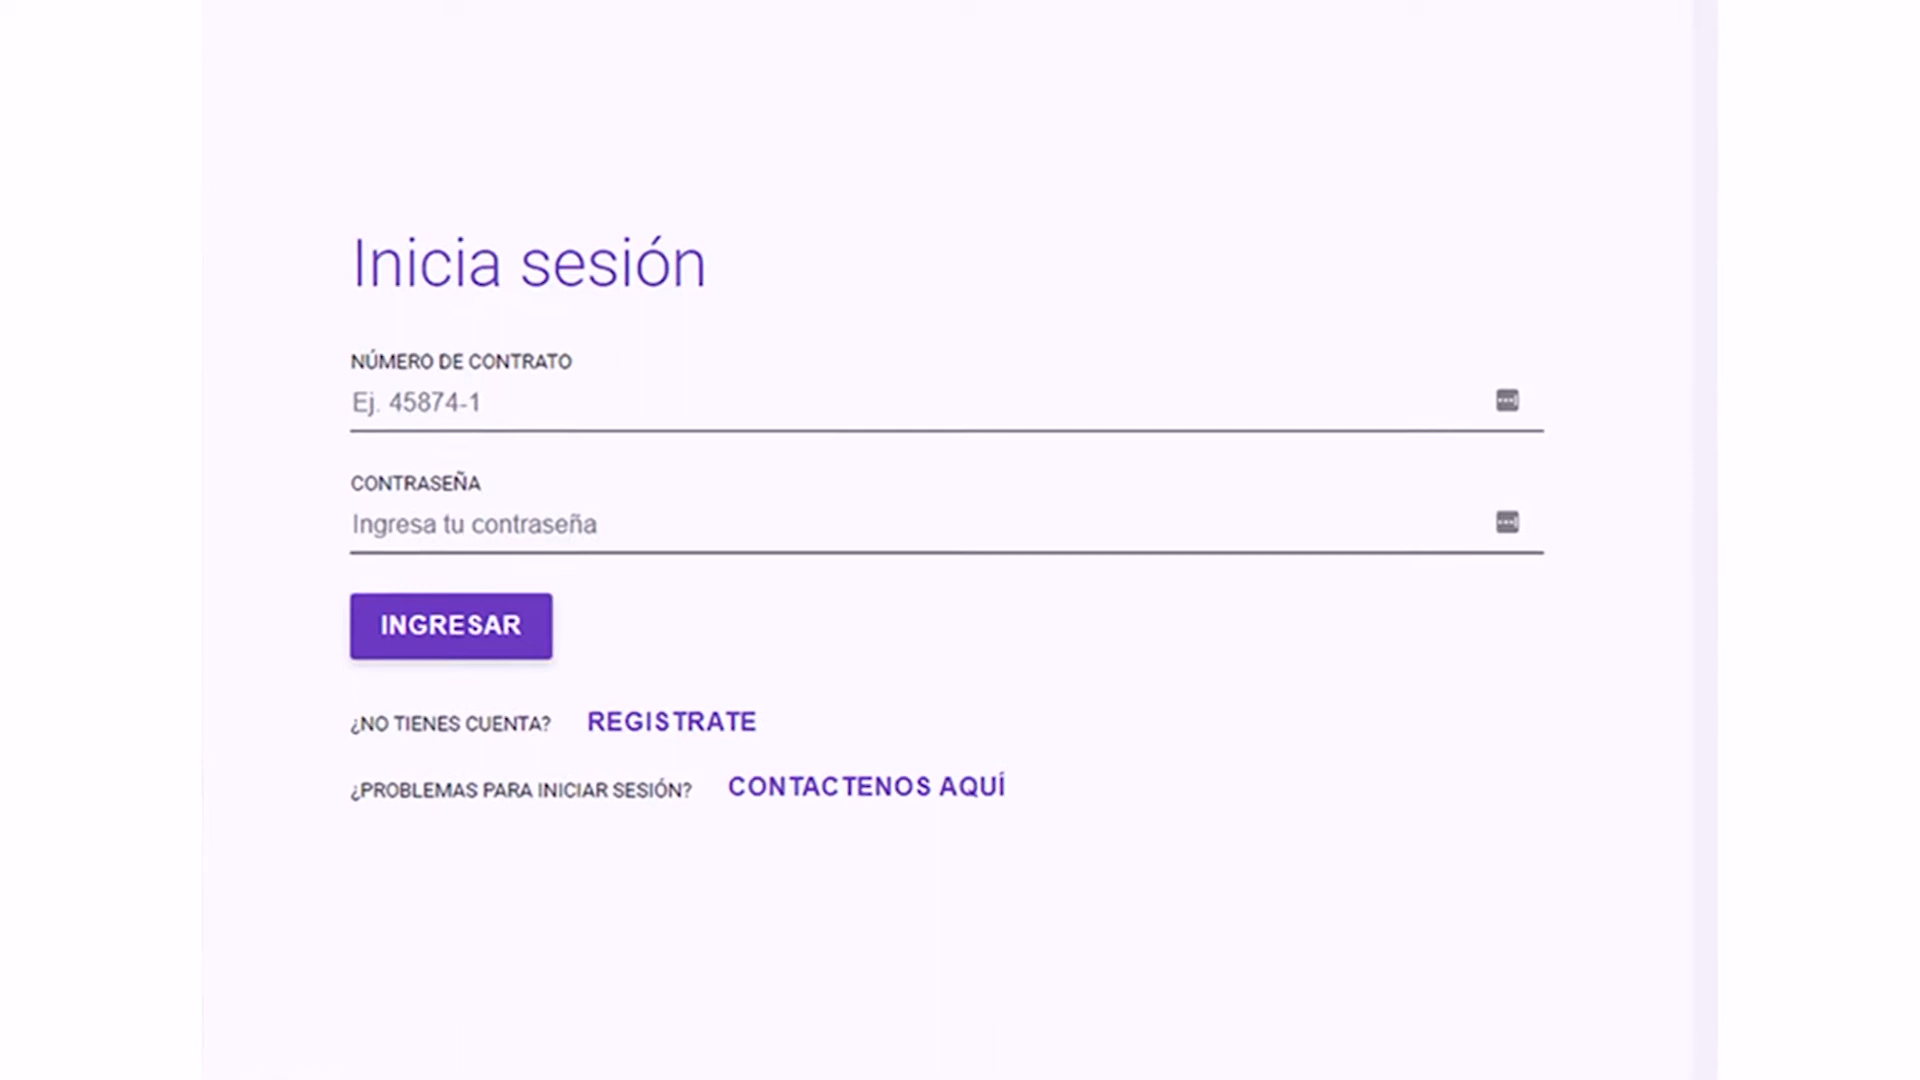 Inicia sesión
NÚMERO DE CONTRATO
Ej. 45874-1
CONTRASEÑA
Ingresa tu contraseña
INGRESAR
¿NO TIENES CUENTA? REGISTRATE
¿PROBLEMAS PARA INICIAR SESIÓN? CONTACTENOS AQUÍ